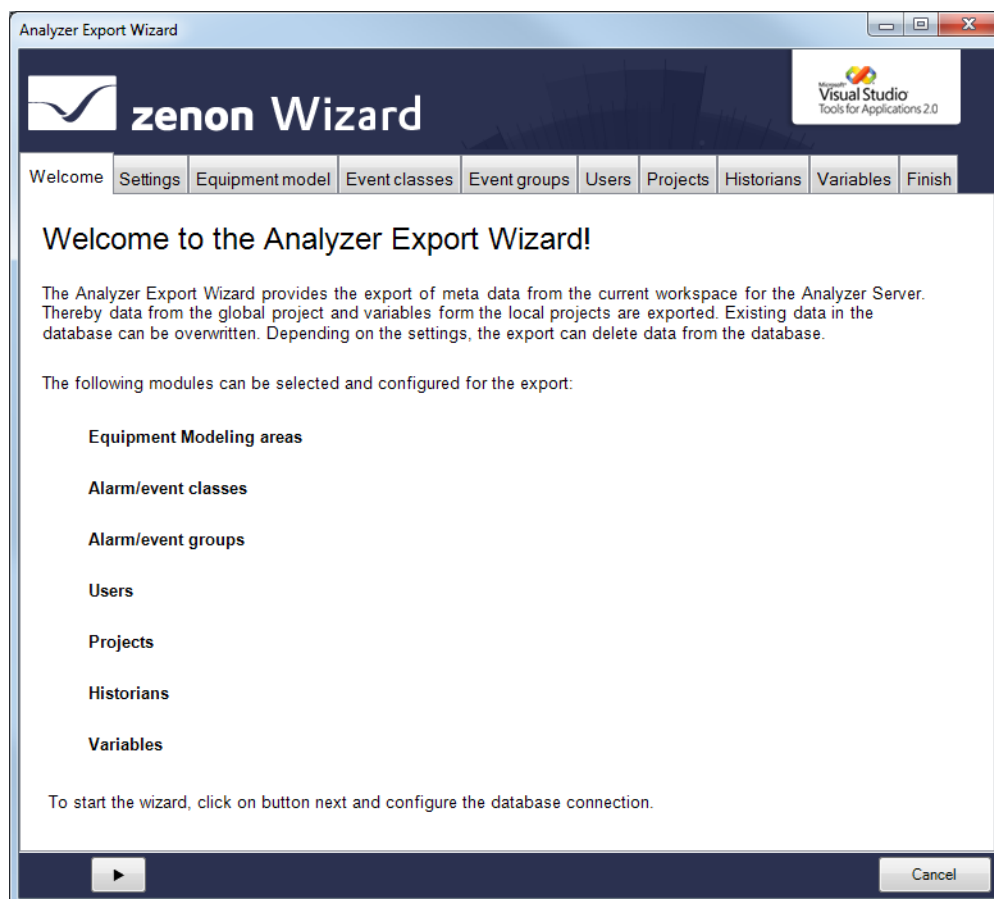 Analyzer Export Wizard
zenon Wizard
Microsoft
Visual Studio
Tools for Applications 2.0
Welcome Settings Equipment model Event classes Event groups Users Projects Historians Variables Finish
Welcome to the Analyzer Export Wizard!
The Analyzer Export Wizard provides the export of meta data from the current workspace for the Analyzer Server.
Thereby data from the global project and variables form the local projects are exported. Existing data in the
database can be overwritten. Depending on the settings, the export can delete data from the database.
The following modules can be selected and configured for the export:
Equipment Modeling areas
Alarm/event classes
Alarm/event groups
Users
Projects
Historians
Variables
To start the wizard, click on button next and configure the database connection.
Cancel